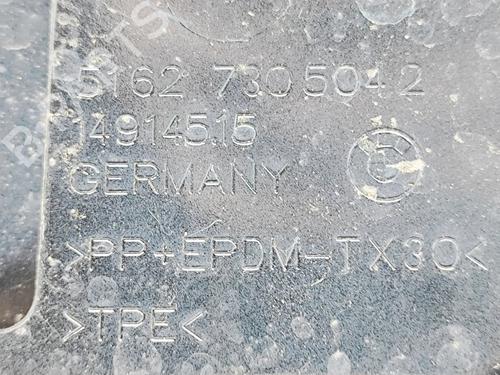 5162 7305042
14914515
GERMANY
>PP+EPDM-TX30<
>TPE<